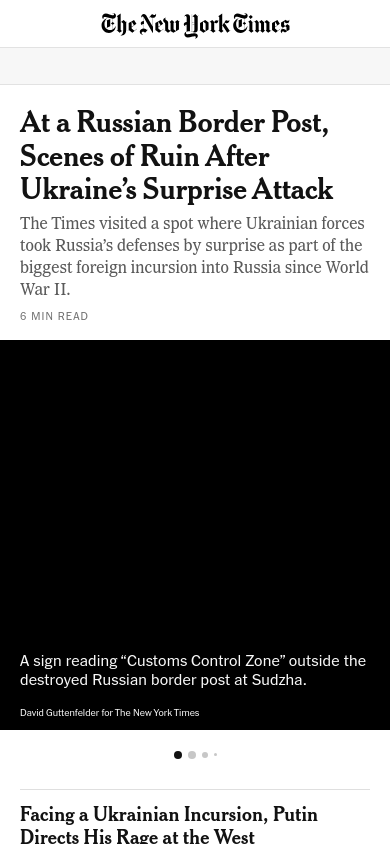 The New York Times
At a Russian Border Post,
Scenes of Ruin After
Ukraine’s Surprise Attack
The Times visited a spot where Ukrainian forces
took Russia’s defenses by surprise as part of the
biggest foreign incursion into Russia since World
War II.
6 MIN READ
A sign reading “Customs Control Zone” outside the
destroyed Russian border post at Sudzha.
David Guttenfelder for The New York Times
Facing a Ukrainian Incursion, Putin
Directs His Rage at the West